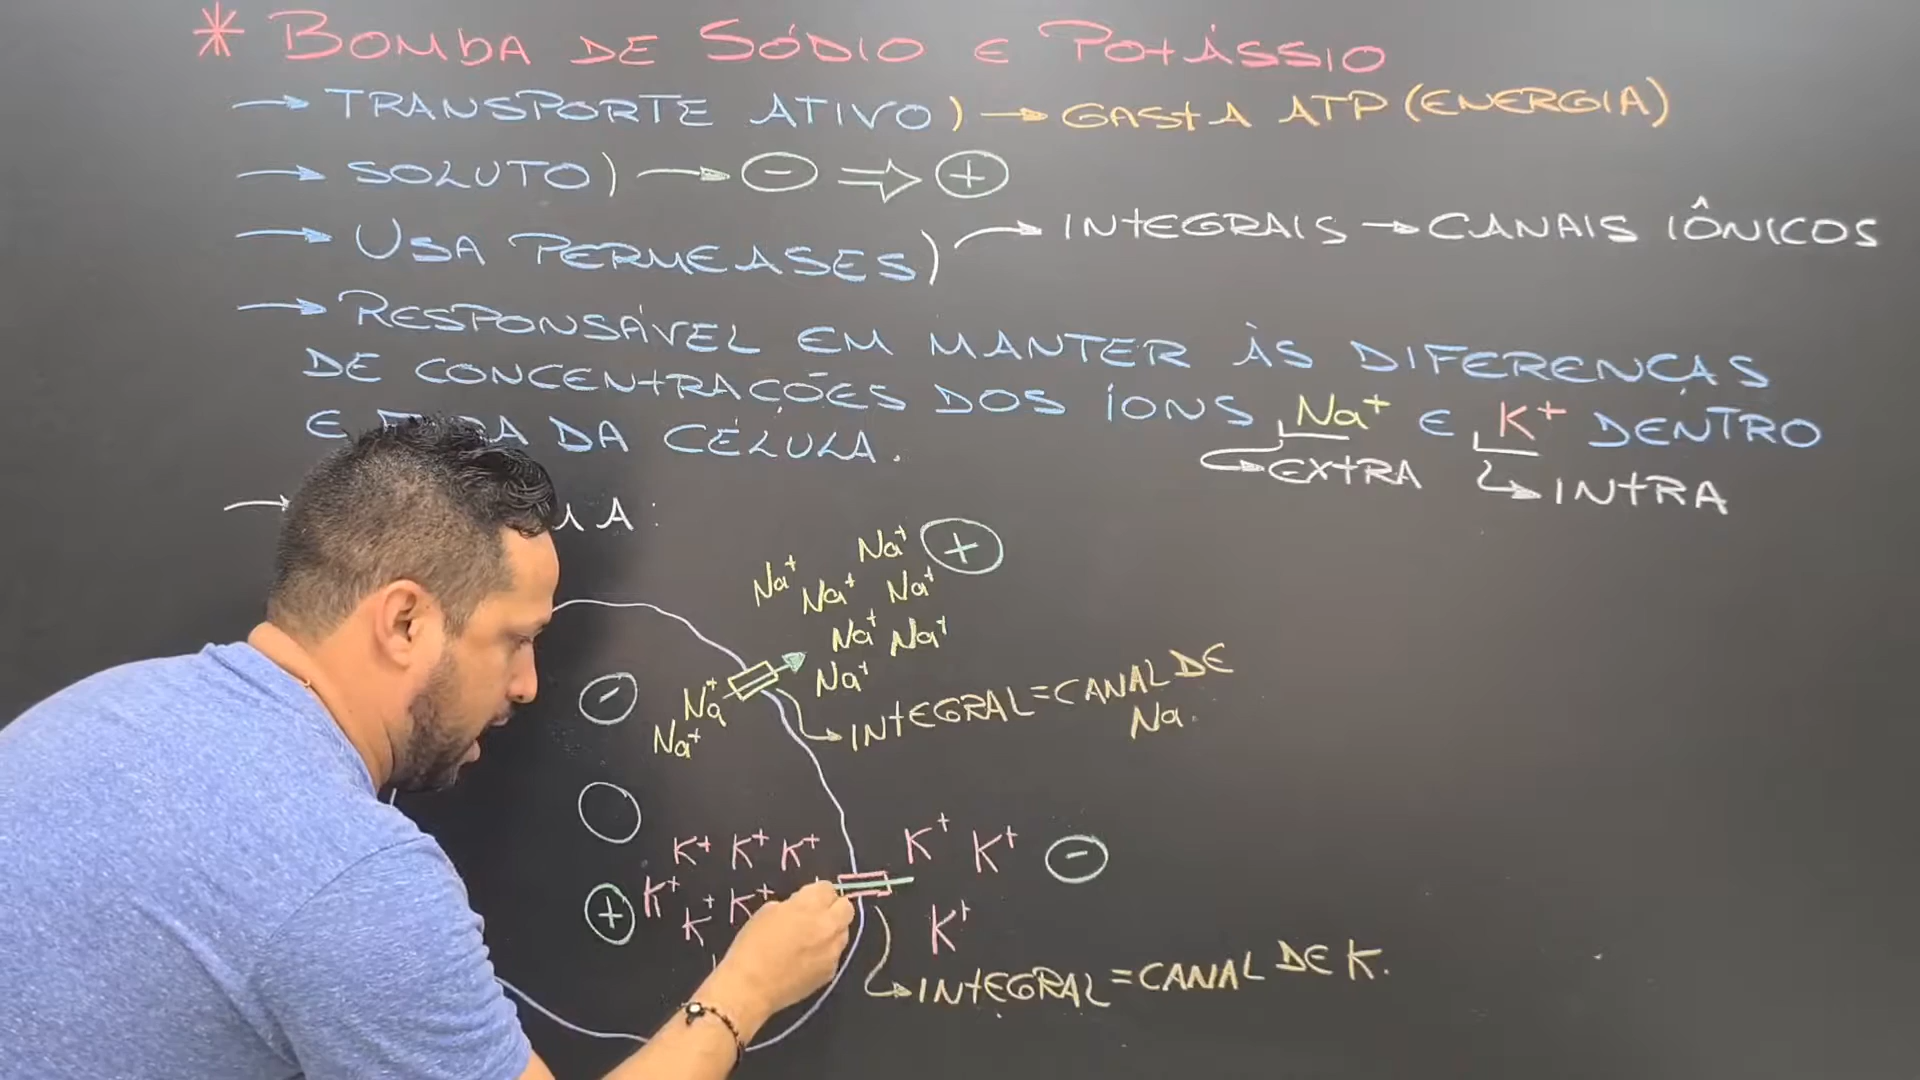 * BOMBA DE SÓDIO E POTÁSSIO
→ TRANSPORTE ATIVO) → GASTA ATP (ENERGIA)
→ SOLUTO) → - ⇒ +
→ USA PERMEASES) → INTEGRAIS → CANAIS IÔNICOS
→ RESPONSÁVEL EM MANTER ÀS DIFERENÇAS
DE CONCENTRAÇÕES DOS ÍONS Na+ E K+ DENTRO
E DA CÉLULA.
EXTRA INTRA
Na+ Na+ +
Na+ Na+
Na+ Na+
- Na+ Na+
Na+
INTEGRAL = CANAL DE
Na.
K+ K+ K+ K+ K+ -
+ K+ K+ K+ K+
INTEGRAL = CANAL DE K.